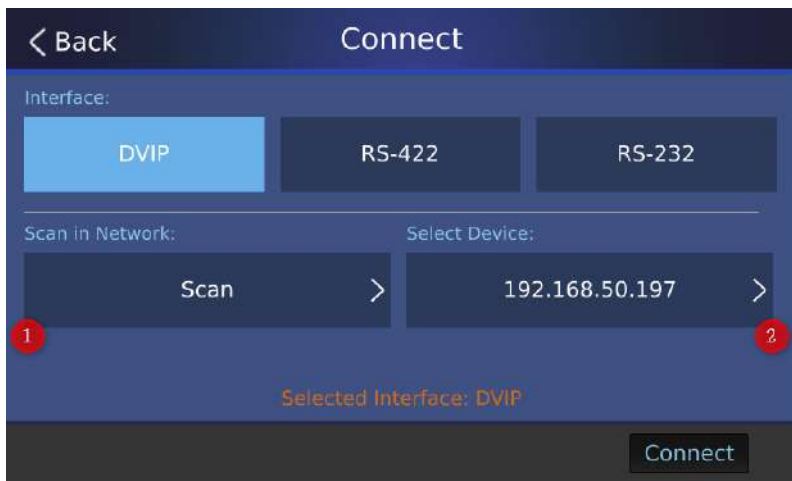 Back
Connect
Interface:
DVIP
RS-422
RS-232
Scan in Network:
Select Device:
Scan
192.168.50.197
1
2
Selected Interface: DVIP
Connect